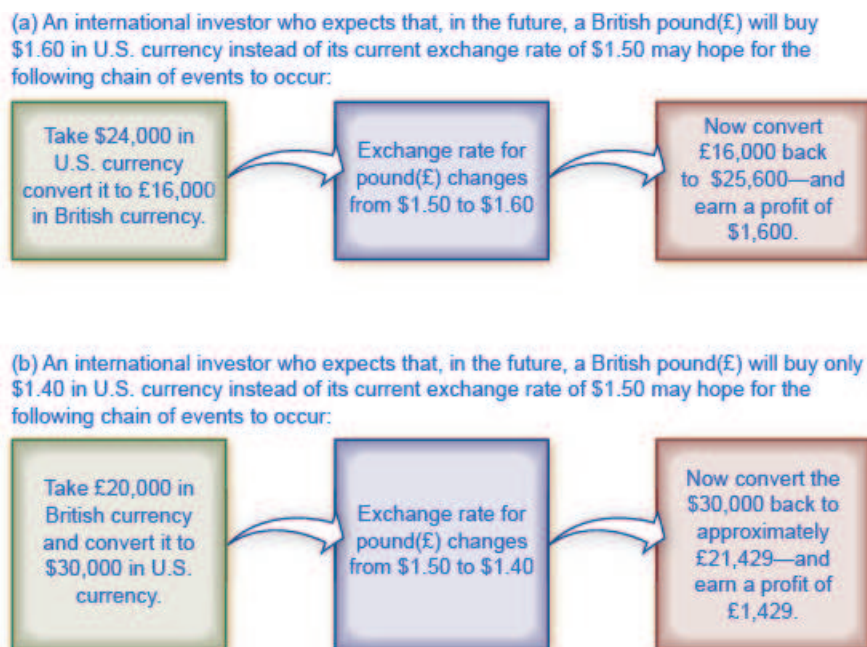 (a) An international investor who expects that, in the future, a British pound(£) will buy
$1.60 in U.S. currency instead of its current exchange rate of $1.50 may hope for the
following chain of events to occur:
Take $24,000 in
U.S. currency
convert it to £16,000
in British currency.
Exchange rate for
pound(£) changes
from $1.50 to $1.60
Now convert
£16,000 back
to $25,600—and
earn a profit of
$1,600.
(b) An international investor who expects that, in the future, a British pound(£) will buy only
$1.40 in U.S. currency instead of its current exchange rate of $1.50 may hope for the
following chain of events to occur:
Take £20,000 in
British currency
and convert it to
$30,000 in U.S.
currency.
Exchange rate for
pound(£) changes
from $1.50 to $1.40
Now convert the
$30,000 back to
approximately
£21,429—and
earn a profit of
£1,429.